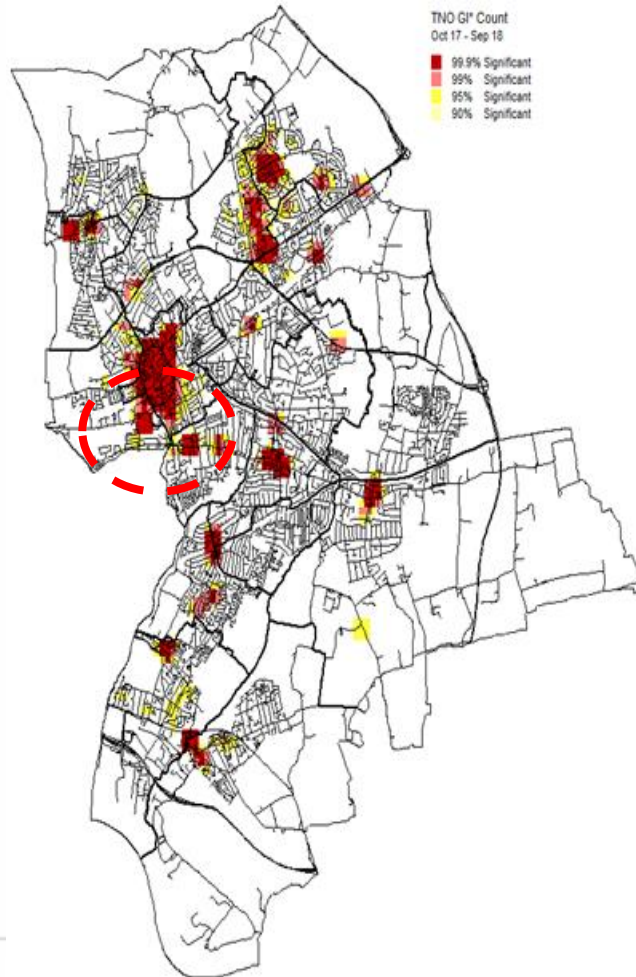 TNO GI* Count
Oct 17 - Sep 18
99.9% Significant
99% Significant
95% Significant
90% Significant